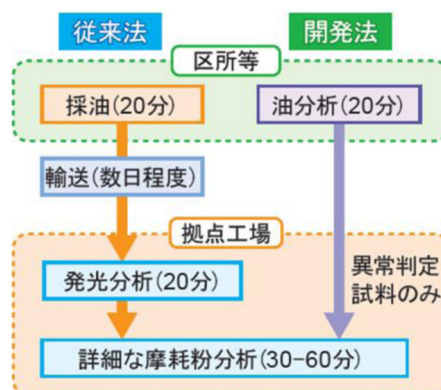 従来法
開発法
区所等
採油(20分)
油分析(20分)
輸送(数日程度)
拠点工場
発光分析(20分)
異常判定
試料のみ
詳細な摩耗粉分析(30-60分)